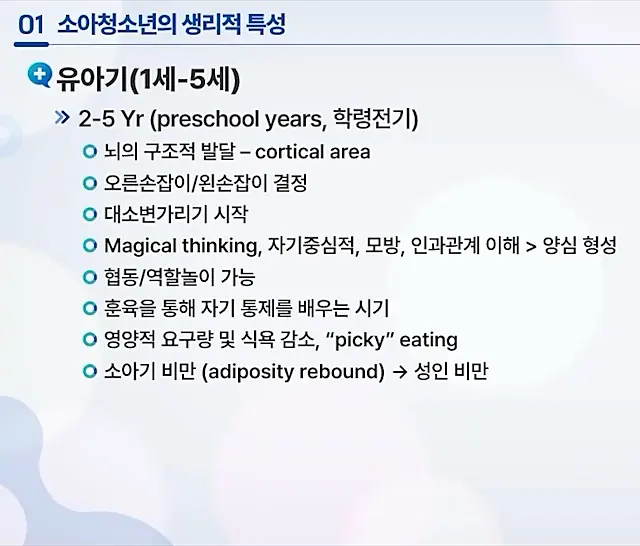 01 소아청소년의 생리적 특성
유아기(1세-5세)
2-5 Yr (preschool years, 학령전기)
뇌의 구조적 발달 – cortical area
오른손잡이/왼손잡이 결정
대소변가리기 시작
Magical thinking, 자기중심적, 모방, 인과관계 이해 > 양심 형성
협동/역할놀이 가능
훈육을 통해 자기 통제를 배우는 시기
영양적 요구량 및 식욕 감소, “picky” eating
소아기 비만 (adiposity rebound) → 성인 비만